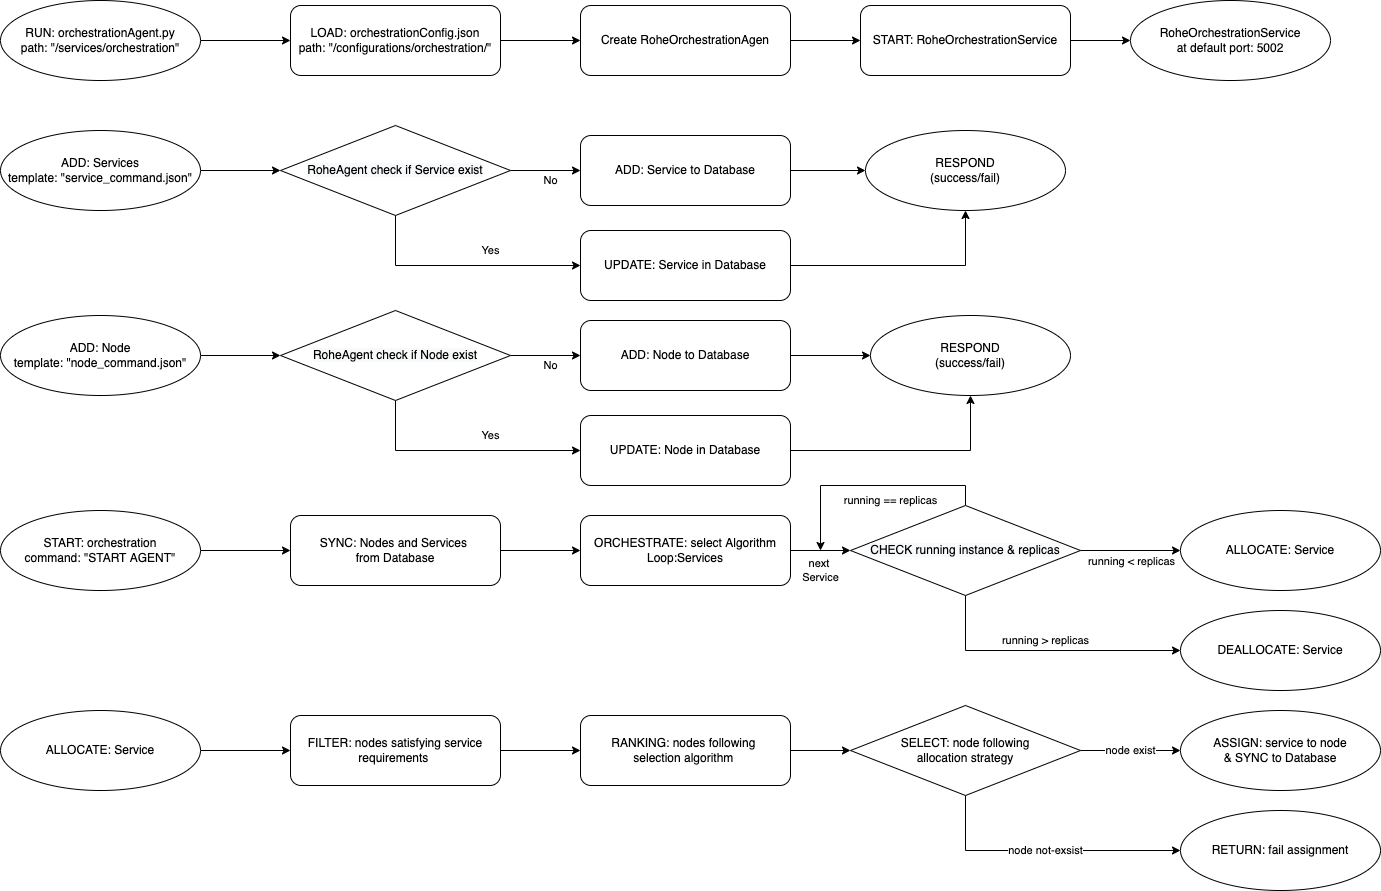 RUN: orchestrationAgent.py
path: "/services/orchestration"
LOAD: orchestrationConfig.json
path: "/configurations/orchestration/"
Create RoheOrchestrationAgen
START: RoheOrchestrationService
RoheOrchestrationService
at default port: 5002
ADD: Services
template: "service_command.json"
RoheAgent check if Service exist
No
ADD: Service to Database
RESPOND
(success/fail)
Yes
UPDATE: Service in Database
ADD: Node
template: "node_command.json"
RoheAgent check if Node exist
No
ADD: Node to Database
RESPOND
(success/fail)
Yes
UPDATE: Node in Database
START: orchestration
command: "START AGENT"
SYNC: Nodes and Services
from Database
ORCHESTRATE: select Algorithm
Loop:Services
running == replicas
next
Service
CHECK running instance & replicas
running < replicas
ALLOCATE: Service
running > replicas
DEALLOCATE: Service
ALLOCATE: Service
FILTER: nodes satisfying service
requirements
RANKING: nodes following
selection algorithm
SELECT: node following
allocation strategy
node exist
ASSIGN: service to node
& SYNC to Database
node not-exsist
RETURN: fail assignment